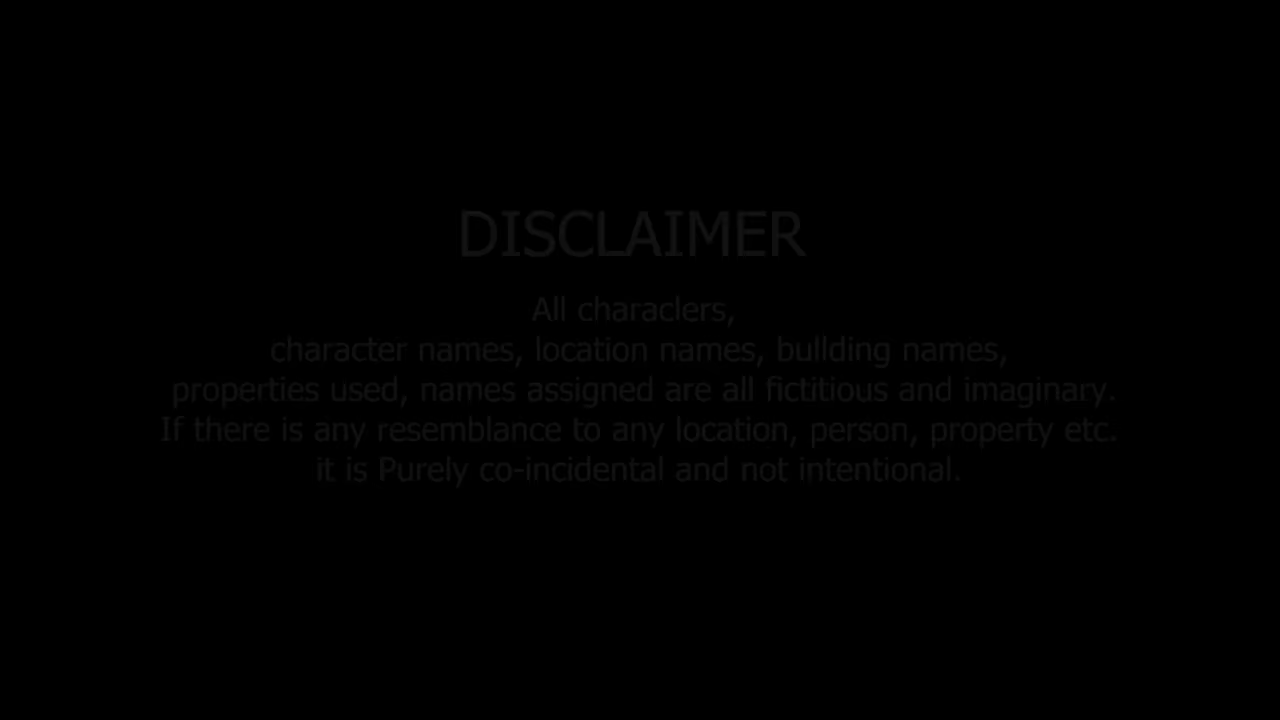 DISCLAIMER
All characlers,
character names, location names, building names,
properties used, names assigned are all fictitious and imaginary.
If there is any resemblance to any location, person, property etc.
it is Purely co-incidental and not intentional.